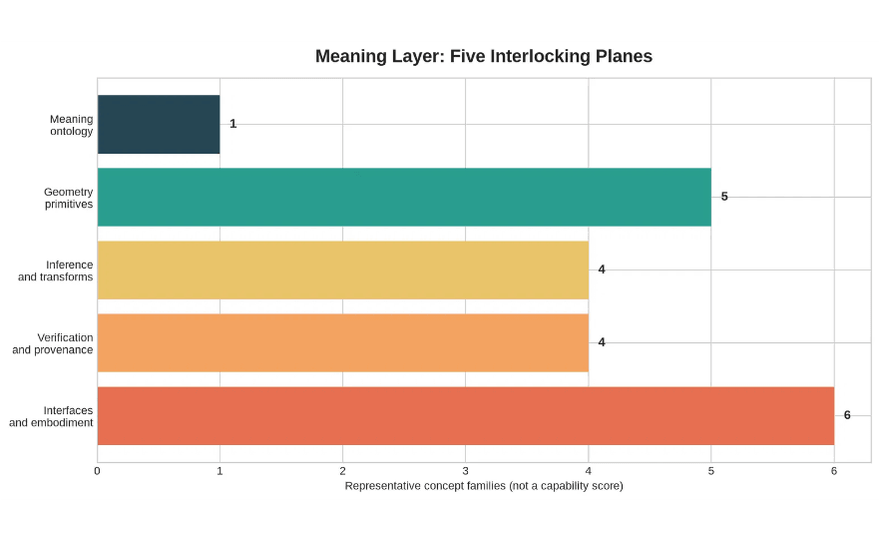 Meaning Layer: Five Interlocking Planes
Meaning
ontology
1
Geometry
primitives
5
Inference
and transforms
4
Verification
and provenance
4
Interfaces
and embodiment
6
0 1 2 3 4 5 6
Representative concept families (not a capability score)